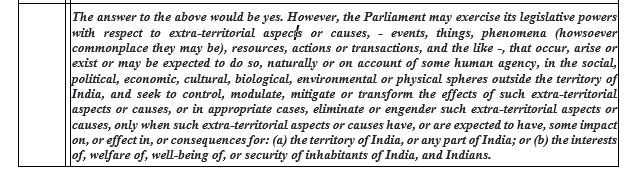 The answer to the above would be yes. However, the Parliament may exercise its legislative powers
with respect to extra-territorial aspects or causes, - events, things, phenomena (howsoever
commonplace they may be), resources, actions or transactions, and the like -, that occur, arise or
exist or may be expected to do so, naturally or on account of some human agency, in the social,
political, economic, cultural, biological, environmental or physical spheres outside the territory of
India, and seek to control, modulate, mitigate or transform the effects of such extra-territorial
aspects or causes, or in appropriate cases, eliminate or engender such extra-territorial aspects or
causes, only when such extra-territorial aspects or causes have, or are expected to have, some impact
on, or effect in, or consequences for: (a) the territory of India, or any part of India; or (b) the interests
of, welfare of, well-being of, or security of inhabitants of India, and Indians.